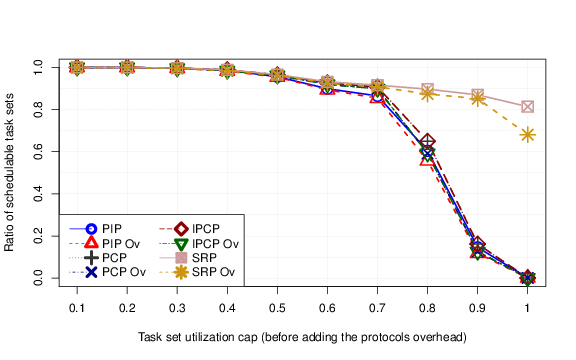 Ratio of schedulable task sets
1.0
0.8
0.6
0.4
0.2
0.0
PIP
PIP Ov
PCP
PCP Ov
IPCP
IPCP Ov
SRP
SRP Ov
0.1 0.2 0.3 0.4 0.5 0.6 0.7 0.8 0.9 1
Task set utilization cap (before adding the protocols overhead)